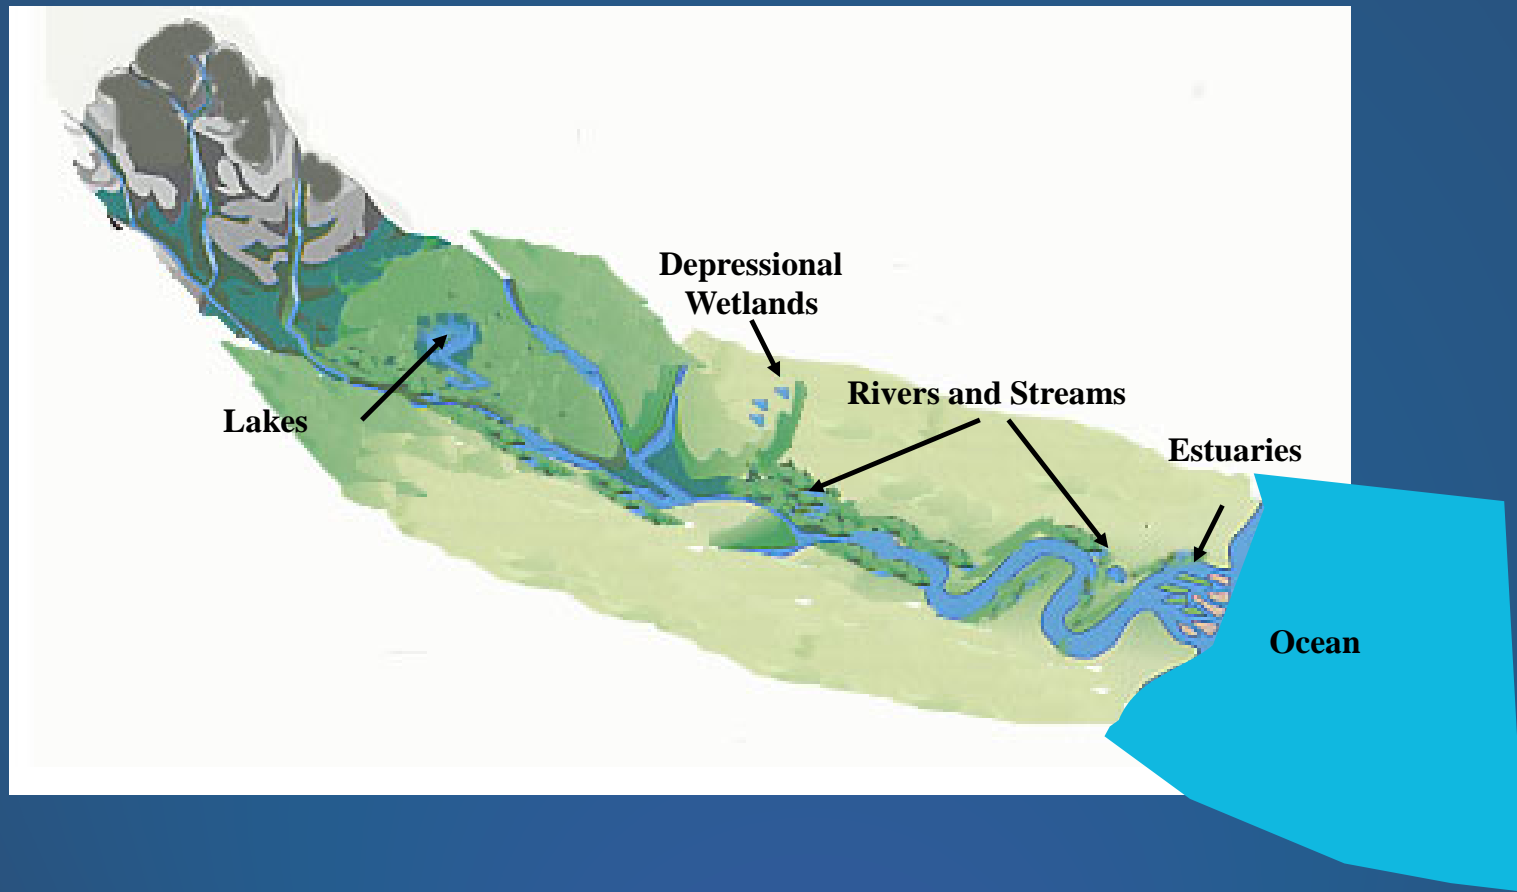 Depressional
Wetlands
Rivers and Streams
Lakes
Estuaries
Ocean